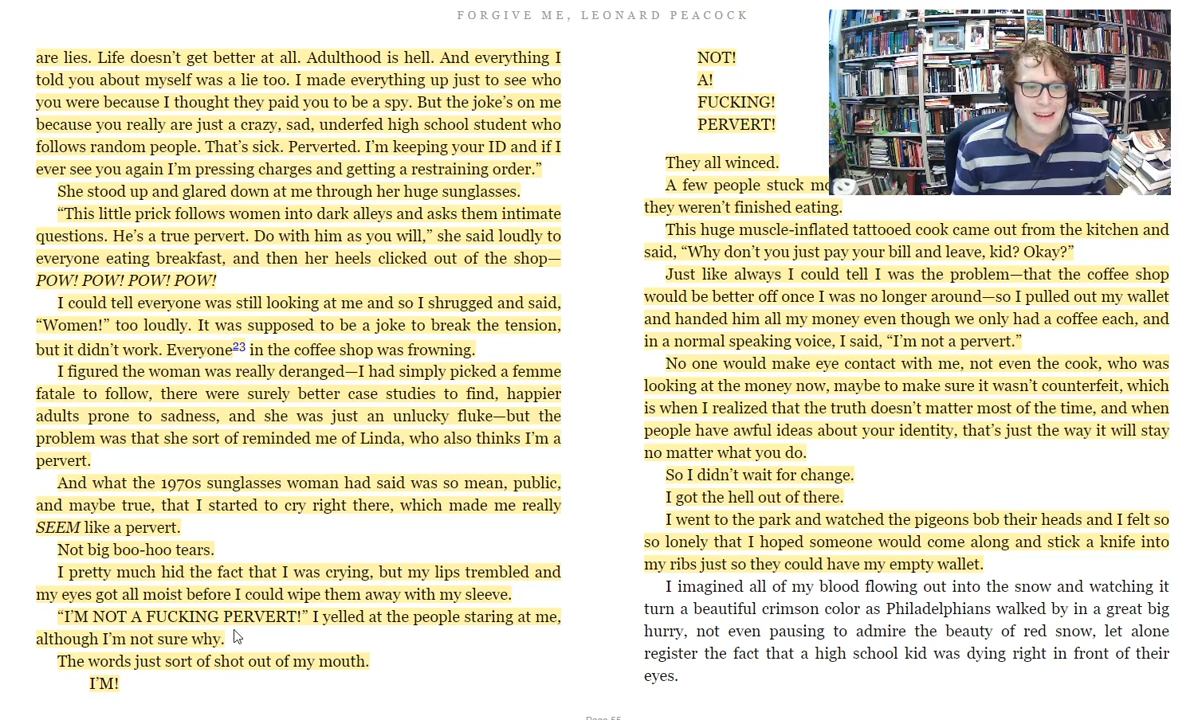 FORGIVE ME, LEONARD PEACOCK
are lies. Life doesn't get better at all. Adulthood is hell. And everything I
told you about myself was a lie too. I made everything up just to see who
you were because I thought they paid you to be a spy. But the joke's on me
because you really are just a crazy, sad, underfed high school student who
follows random people. That's sick. Perverted. I'm keeping your ID and if I
ever see you again I'm pressing charges and getting a restraining order.”
She stood up and glared down at me through her huge sunglasses.
“This little prick follows women into dark alleys and asks them intimate
questions. He's a true pervert. Do with him as you will,” she said loudly to
everyone eating breakfast, and then her heels clicked out of the shop—
POW! POW! POW! POW!
I could tell everyone was still looking at me and so I shrugged and said,
“Women!” too loudly. It was supposed to be a joke to break the tension,
but it didn't work. Everyone23 in the coffee shop was frowning.
I figured the woman was really deranged—I had simply picked a femme
fatale to follow, there were surely better case studies to find, happier
adults prone to sadness, and she was just an unlucky fluke—but the
problem was that she sort of reminded me of Linda, who also thinks I'm a
pervert.
And what the 1970s sunglasses woman had said was so mean, public,
and maybe true, that I started to cry right there, which made me really
SEEM like a pervert.
Not big boo-hoo tears.
I pretty much hid the fact that I was crying, but my lips trembled and
my eyes got all moist before I could wipe them away with my sleeve.
“I'M NOT A FUCKING PERVERT!” I yelled at the people staring at me,
although I'm not sure why.
The words just sort of shot out of my mouth.
I'M!
NOT!
A!
FUCKING!
PERVERT!
They all winced.
A few people stuck
they weren't finished eating.
This huge muscle-inflated tattooed cook came out from the kitchen and
said, “Why don't you just pay your bill and leave, kid? Okay?”
Just like always I could tell I was the problem—that the coffee shop
would be better off once I was no longer around—so I pulled out my wallet
and handed him all my money even though we only had a coffee each, and
in a normal speaking voice, I said, “I'm not a pervert.”
No one would make eye contact with me, not even the cook, who was
looking at the money now, maybe to make sure it wasn't counterfeit, which
is when I realized that the truth doesn't matter most of the time, and when
people have awful ideas about your identity, that's just the way it will stay
no matter what you do.
So I didn't wait for change.
I got the hell out of there.
I went to the park and watched the pigeons bob their heads and I felt so
so lonely that I hoped someone would come along and stick a knife into
my ribs just so they could have my empty wallet.
I imagined all of my blood flowing out into the snow and watching it
turn a beautiful crimson color as Philadelphians walked by in a great big
hurry, not even pausing to admire the beauty of red snow, let alone
register the fact that a high school kid was dying right in front of their
eyes.